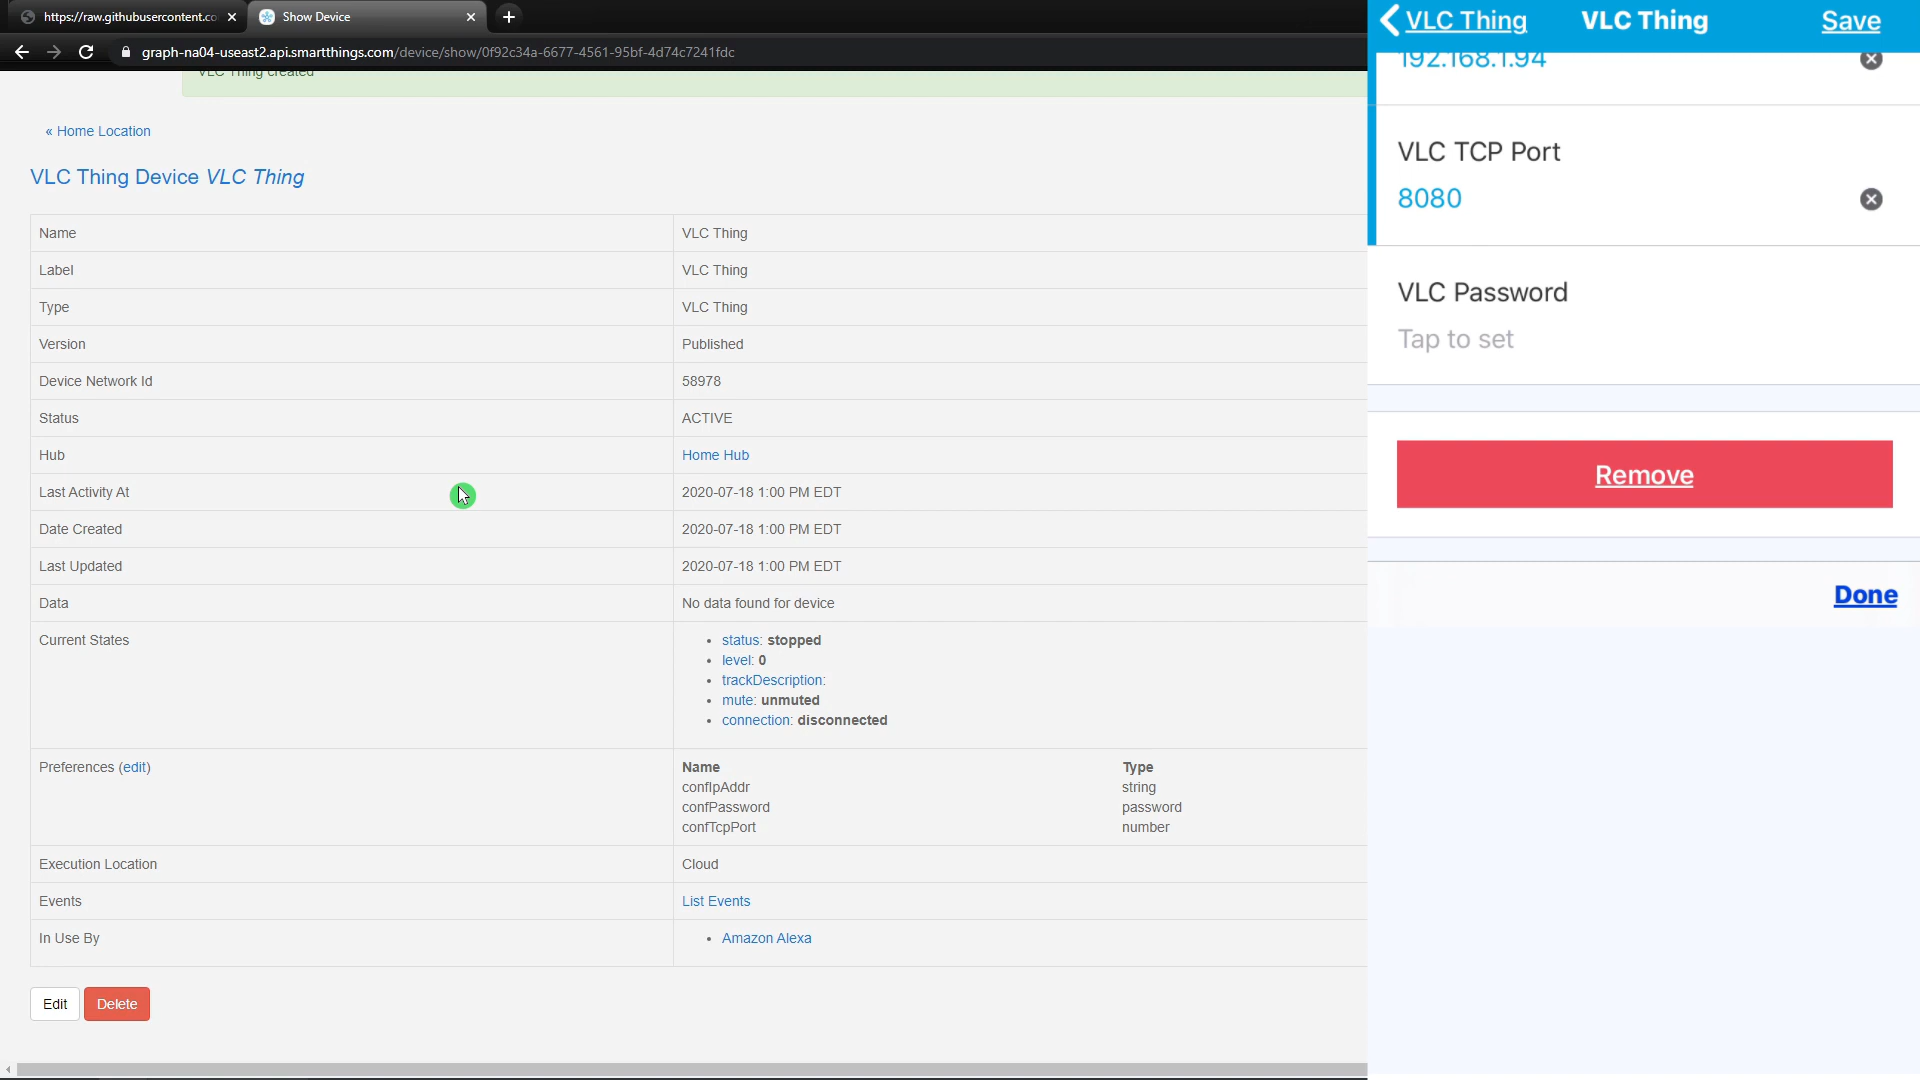 https://raw.githubusercontent.co
Show Device
graph-na04-useast2.api.smartthings.com/device/show/0f92c34a-6677-4561-95bf-4d74c7241fdc
VLC Thing created
« Home Location
VLC Thing Device VLC Thing
Name VLC Thing
Label VLC Thing
Type VLC Thing
Version Published
Device Network Id 58978
Status ACTIVE
Hub Home Hub
Last Activity At 2020-07-18 1:00 PM EDT
Date Created 2020-07-18 1:00 PM EDT
Last Updated 2020-07-18 1:00 PM EDT
Data No data found for device
Current States
• status: stopped
• level: 0
• trackDescription:
• mute: unmuted
• connection: disconnected
Preferences (edit) Name Type
confIpAddr string
confPassword password
confTcpPort number
Execution Location Cloud
Events List Events
In Use By • Amazon Alexa
Edit Delete
VLC Thing VLC Thing Save
192.168.1.94
VLC TCP Port
8080
VLC Password
Tap to set
Remove
Done